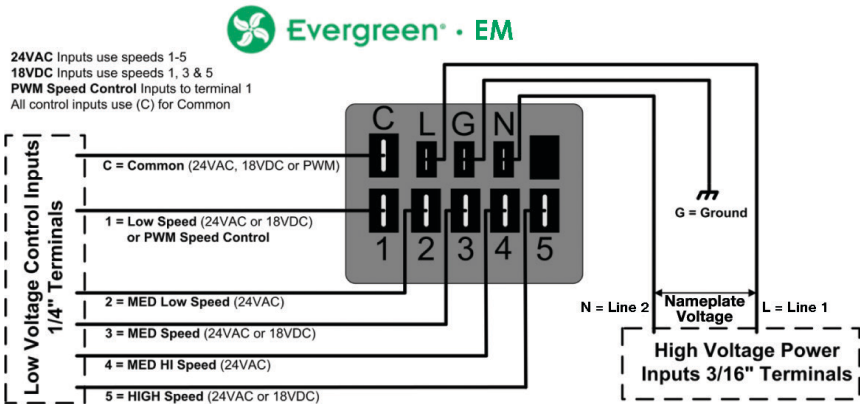 Evergreen® • EM
24VAC Inputs use speeds 1-5
18VDC Inputs use speeds 1, 3 & 5
PWM Speed Control Inputs to terminal 1
All control inputs use (C) for Common
Low Voltage Control Inputs
1/4" Terminals
C = Common (24VAC, 18VDC or PWM)
1 = Low Speed (24VAC or 18VDC)
or PWM Speed Control
2 = MED Low Speed (24VAC)
3 = MED Speed (24VAC or 18VDC)
4 = MED HI Speed (24VAC)
5 = HIGH Speed (24VAC or 18VDC)
C L G N
1 2 3 4 5
G = Ground
N = Line 2
Nameplate
Voltage
L = Line 1
High Voltage Power
Inputs 3/16" Terminals